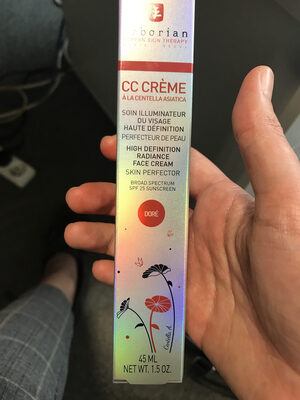 erborian
CC CRÈME
À LA CENTELLA ASIATICA
SOIN ILLUMINATEUR
DU VISAGE
HAUTE DÉFINITION
PERFECTEUR DE PEAU
HIGH DEFINITION
RADIANCE
FACE CREAM
SKIN PERFECTOR
BROAD SPECTRUM
SPF 25 SUNSCREEN
DORÉ
Centella A.
45 ML
NET WT. 1.5 OZ.